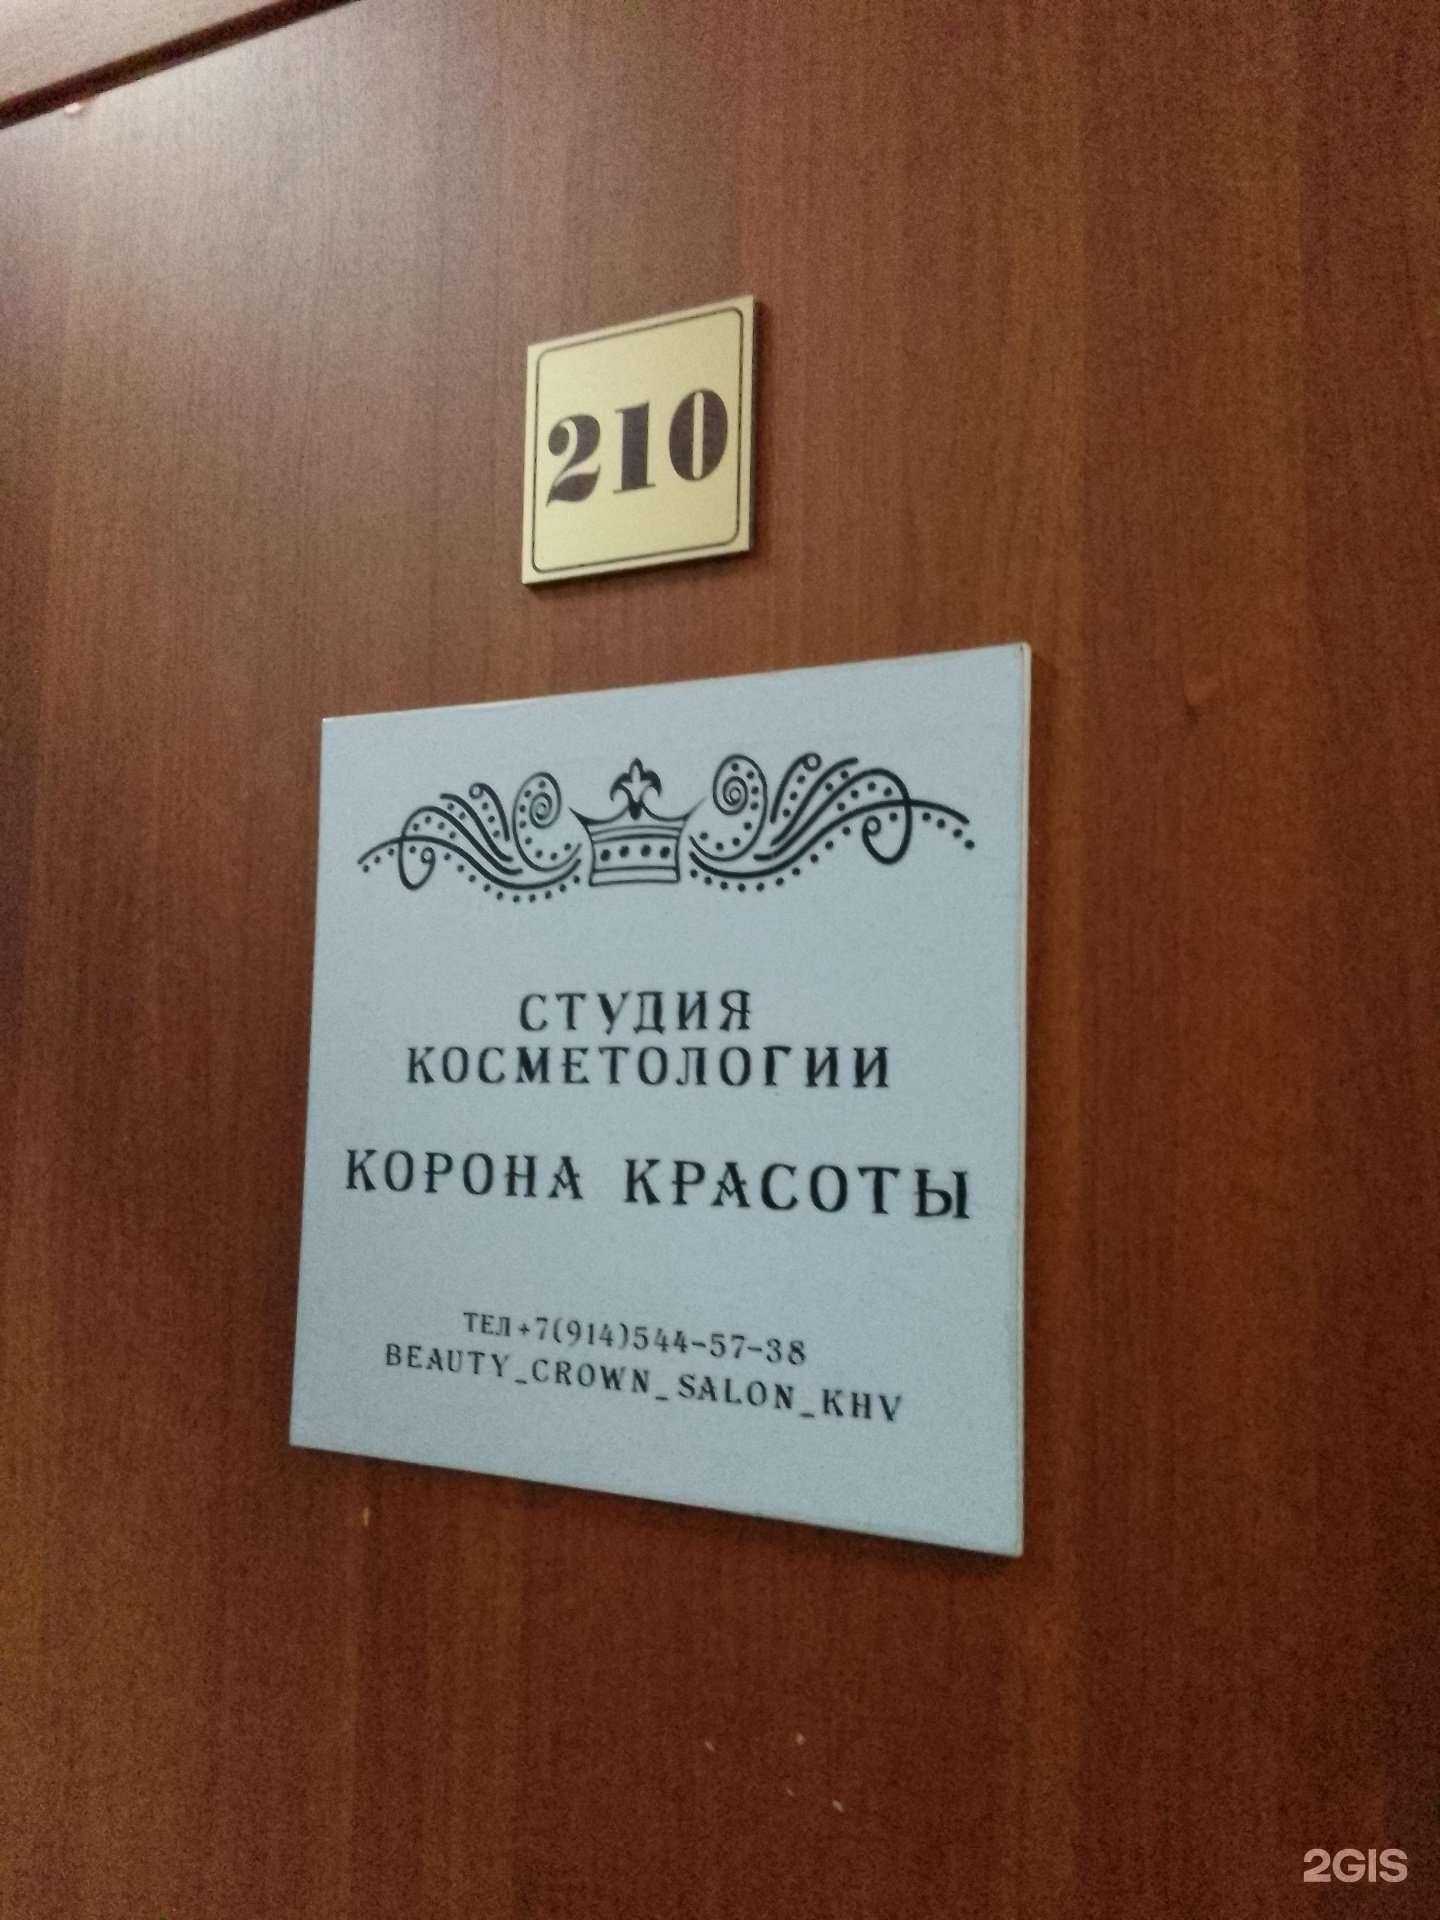 210
СТУДИЯ
КОСМЕТОЛОГИИ
КОРОНА КРАСОТЫ
ТЕЛ+7(914)544-57-38
BEAUTY_CROWN_SALON_KHV
2GIS